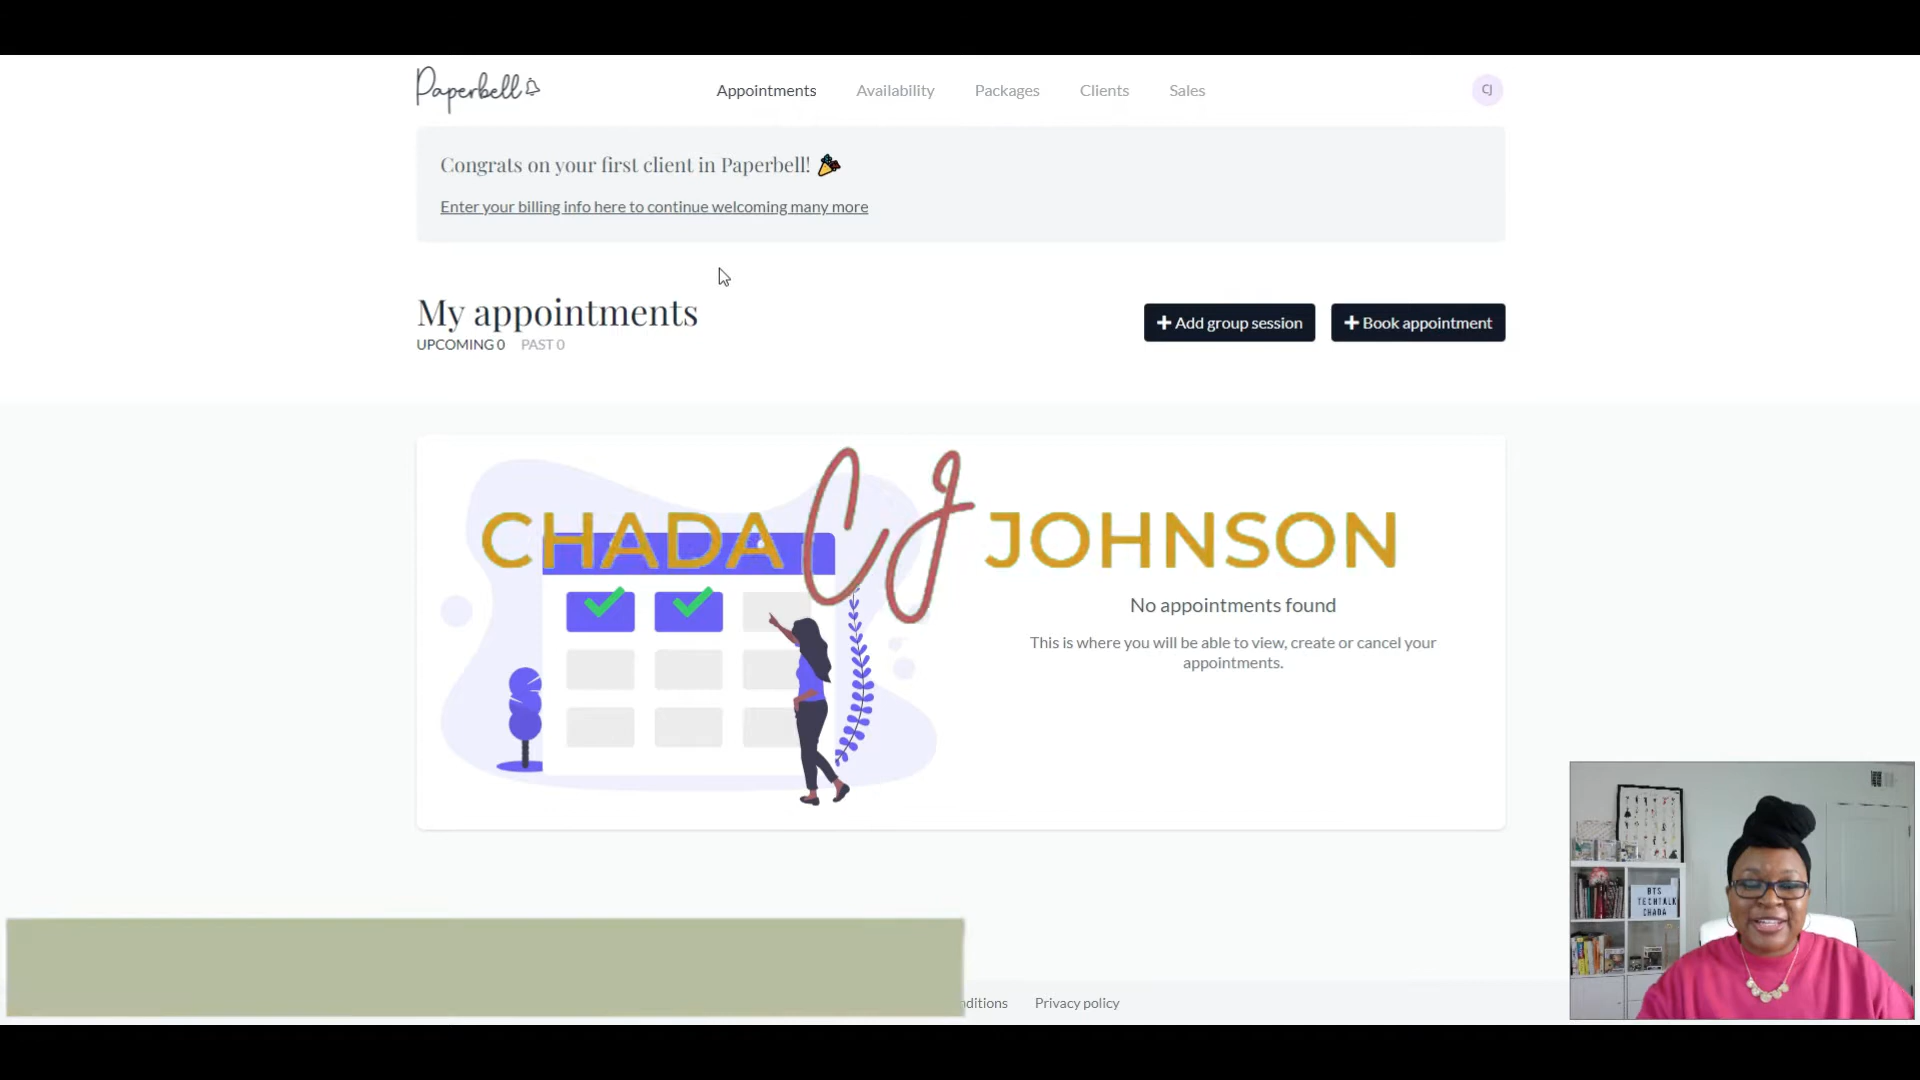 Paperbell
Appointments
Availability
Packages
Clients
Sales
CJ
Congrats on your first client in Paperbell!
Enter your billing info here to continue welcoming many more
My appointments
UPCOMING 0
PAST 0
+ Add group session
+ Book appointment
CHADA CJ JOHNSON
No appointments found
This is where you will be able to view, create or cancel your
appointments.
BTS
TECHTALK
CHADA
nditions
Privacy policy